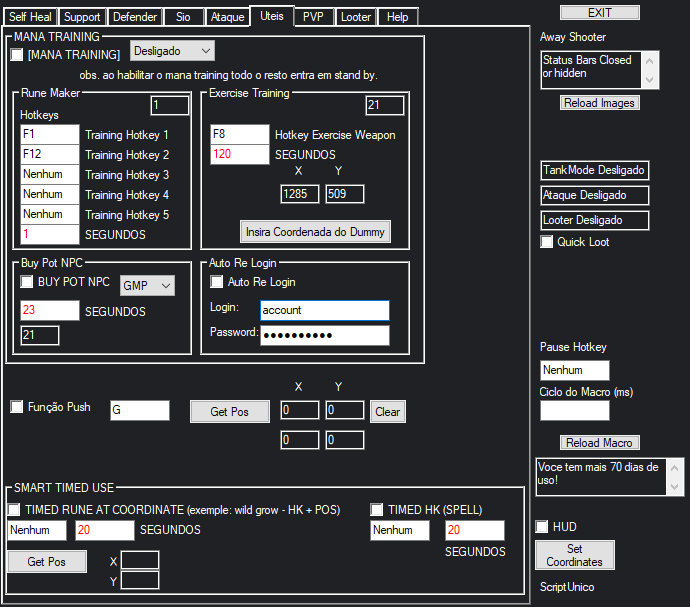 Self Heal Support Defender Sio Ataque Uteis PVP Looter Help
EXIT
MANA TRAINING
[MANA TRAINING] Desligado
obs. ao habilitar o mana training todo o resto entra em stand by.
Rune Maker
1
Hotkeys
F1 Training Hotkey 1
F12 Training Hotkey 2
Nenhum Training Hotkey 3
Nenhum Training Hotkey 4
Nenhum Training Hotkey 5
1 SEGUNDOS
Exercise Training
21
F8 Hotkey Exercise Weapon
120 SEGUNDOS
X Y
1285 509
Insira Coordenada do Dummy
Buy Pot NPC
BUY POT NPC GMP
23 SEGUNDOS
21
Auto Re Login
Auto Re Login
Login: account
Password: ●●●●●●●●●●
X Y
Função Push G Get Pos 0 0 Clear
0 0
SMART TIMED USE
TIMED RUNE AT COORDINATE (exemple: wild grow - HK + POS)
Nenhum 20 SEGUNDOS
Get Pos X
Y
TIMED HK (SPELL)
Nenhum 20
SEGUNDOS
Away Shooter
Status Bars Closed
or hidden
Reload Images
TankMode Desligado
Ataque Desligado
Looter Desligado
Quick Loot
Pause Hotkey
Nenhum
Ciclo do Macro (ms)
Reload Macro
Voce tem mais 70 dias de
uso!
HUD
Set
Coordinates
ScriptUnico